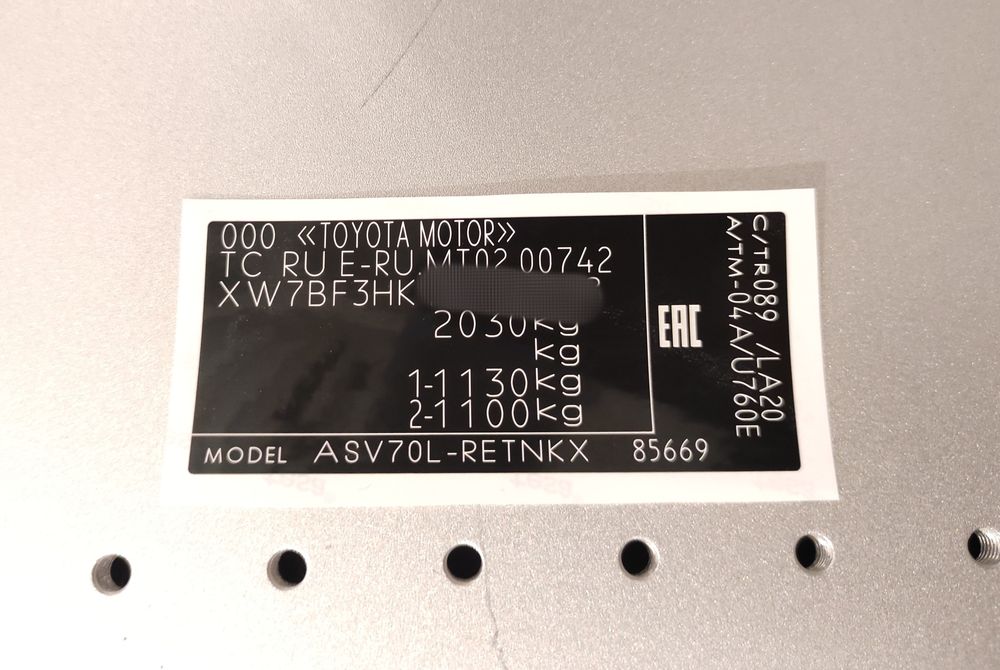 OOO «TOYOTA MOTOR»
TC RU E-RU.MT02.00742
XW7BF3HK
2030kg
kg
1-1130kg
2-1100kg
MODEL ASV70L-RETNKX 85669
EAC
C/TR089 /LA20
A/TM-04A/U760E